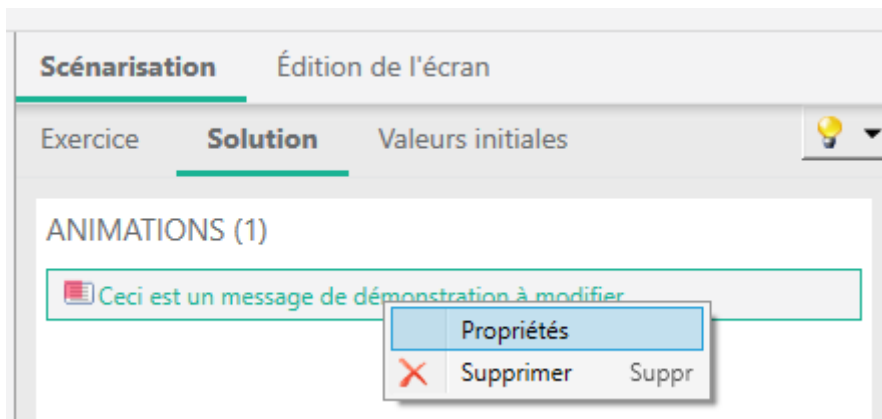 Scénarisation Édition de l'écran
Exercice Solution Valeurs initiales
ANIMATIONS (1)
Ceci est un message de démonstration à modifier
Propriétés
Supprimer Suppr